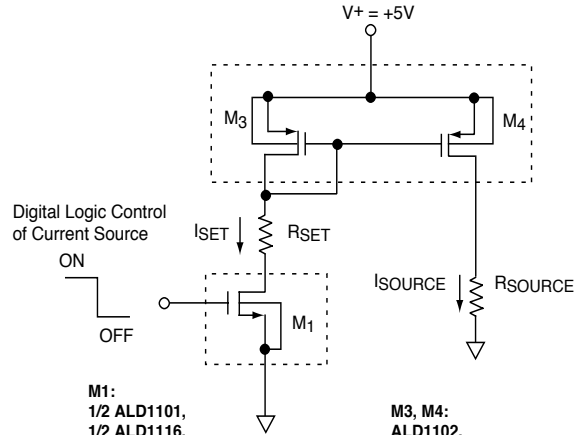 V+ = +5V
M3
M4
Digital Logic Control
of Current Source
ISET
RSET
ON
OFF
ISOURCE
RSOURCE
M1
M1:
1/2 ALD1101,
1/2 ALD1116,
M3, M4:
ALD1102,